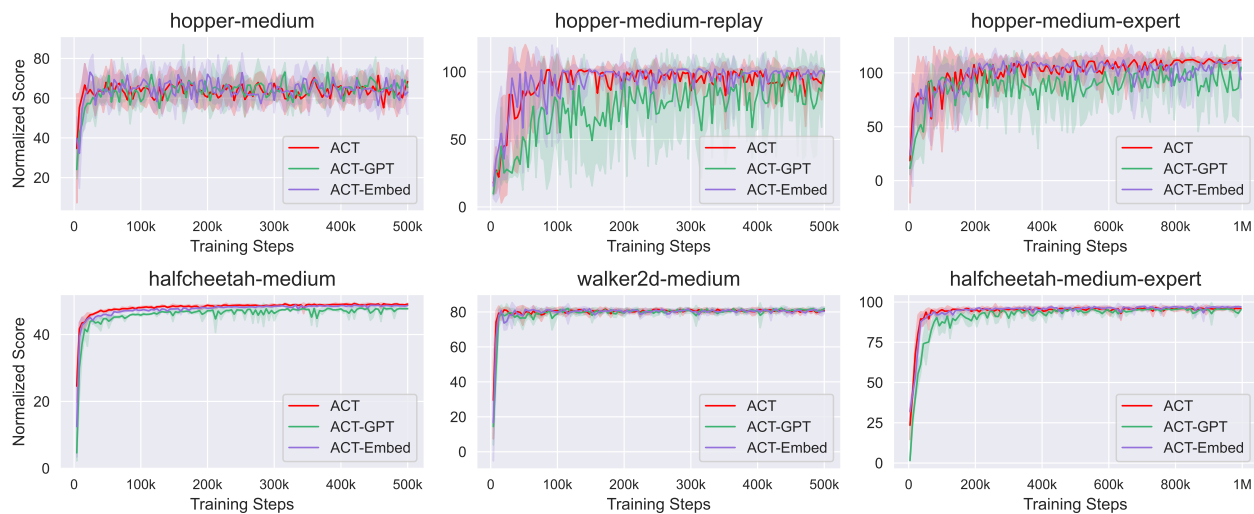 hopper-medium
hopper-medium-replay
hopper-medium-expert
Normalized Score
80
60
40
20
ACT
ACT-GPT
ACT-Embed
0
100k
200k
300k
400k
500k
Training Steps
100
50
0
ACT
ACT-GPT
ACT-Embed
0
100k
200k
300k
400k
500k
Training Steps
100
50
0
ACT
ACT-GPT
ACT-Embed
0
200k
400k
600k
800k
1M
Training Steps
halfcheetah-medium
walker2d-medium
halfcheetah-medium-expert
Normalized Score
40
20
0
ACT
ACT-GPT
ACT-Embed
0
100k
200k
300k
400k
500k
Training Steps
80
60
40
20
0
ACT
ACT-GPT
ACT-Embed
0
100k
200k
300k
400k
500k
Training Steps
100
75
50
25
0
ACT
ACT-GPT
ACT-Embed
0
200k
400k
600k
800k
1M
Training Steps